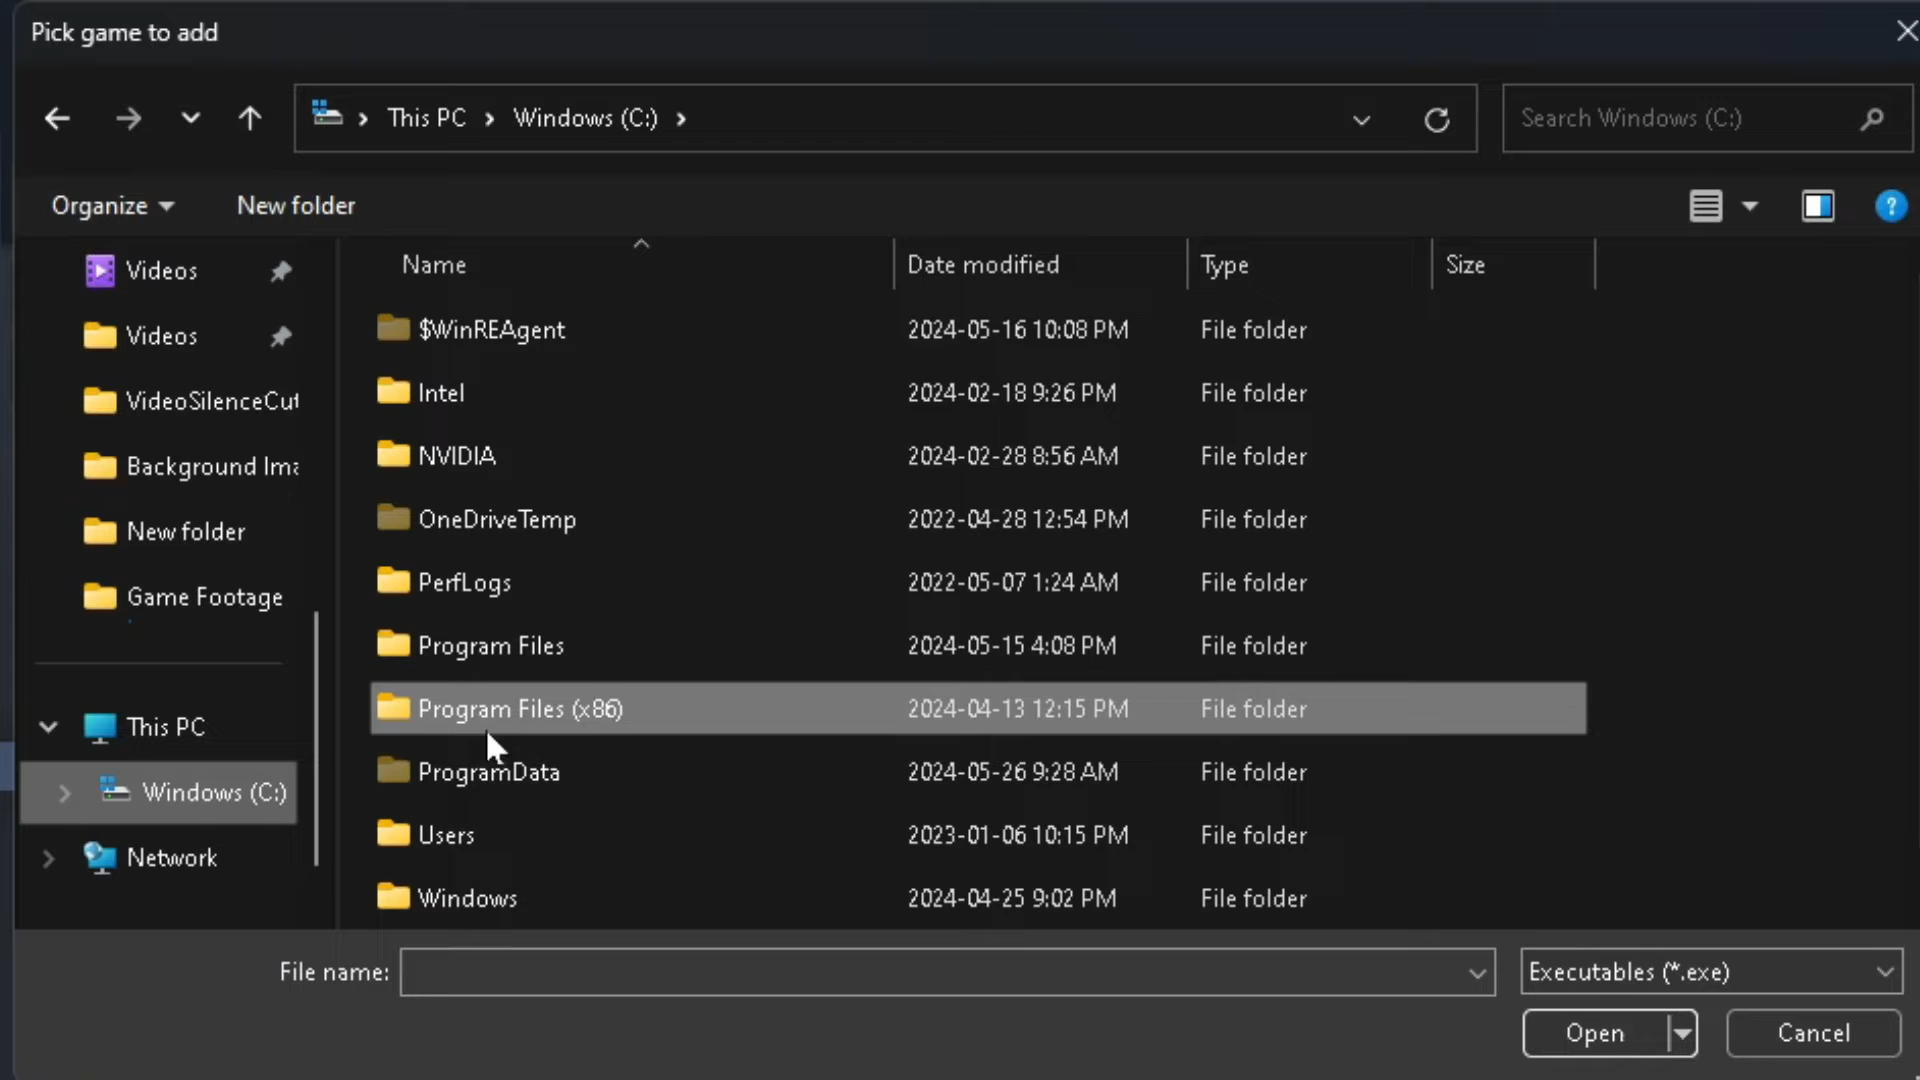 Pick game to add
This PC
Windows (C:)
Search Windows (C:)
Organize
New folder
?
Videos
Videos
VideoSilenceCut
Background Ima
New folder
Game Footage
This PC
Windows (C:)
Network
Name Date modified Type Size
$WinREAgent 2024-05-16 10:08 PM File folder
Intel 2024-02-18 9:26 PM File folder
NVIDIA 2024-02-28 8:56 AM File folder
OneDriveTemp 2022-04-28 12:54 PM File folder
PerfLogs 2022-05-07 1:24 AM File folder
Program Files 2024-05-15 4:08 PM File folder
Program Files (x86) 2024-04-13 12:15 PM File folder
ProgramData 2024-05-26 9:28 AM File folder
Users 2023-01-06 10:15 PM File folder
Windows 2024-04-25 9:02 PM File folder
File name:
Executables (*.exe)
Open
Cancel